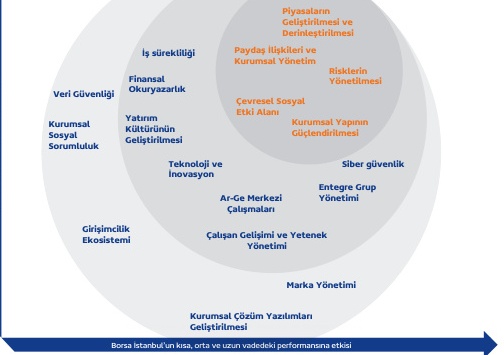 Piyasaların
Geliştirilmesi ve
Derinleştirilmesi
İş sürekliliği
Paydaş İlişkileri ve
Kurumsal Yönetim
Risklerin
Yönetilmesi
Finansal
Okuryazarlık
Veri Güvenliği
Çevresel Sosyal
Etki Alanı
Kurumsal
Sosyal
Sorumluluk
Yatırım
Kültürünün
Geliştirilmesi
Kurumsal Yapının
Güçlendirilmesi
Teknoloji ve
İnovasyon
Siber güvenlik
Entegre Grup
Yönetimi
Ar-Ge Merkezi
Çalışmaları
Girişimcilik
Ekosistemi
Çalışan Gelişimi ve Yetenek
Yönetimi
Marka Yönetimi
Kurumsal Çözüm Yazılımları
Geliştirilmesi
Borsa İstanbul'un kısa, orta ve uzun vadedeki performansına etkisi